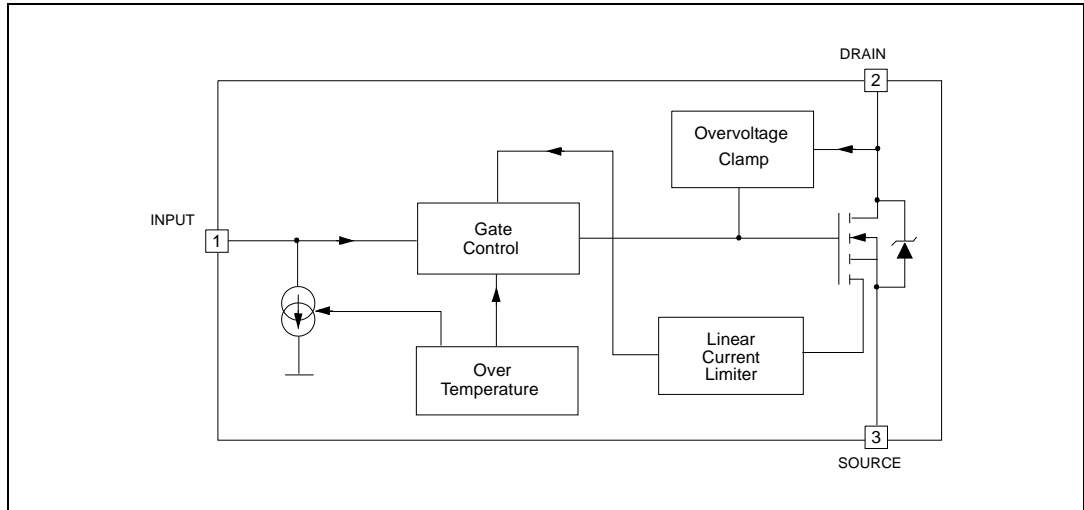 DRAIN
2
Overvoltage
Clamp
INPUT
1
Gate
Control
Over
Temperature
Linear
Current
Limiter
3
SOURCE